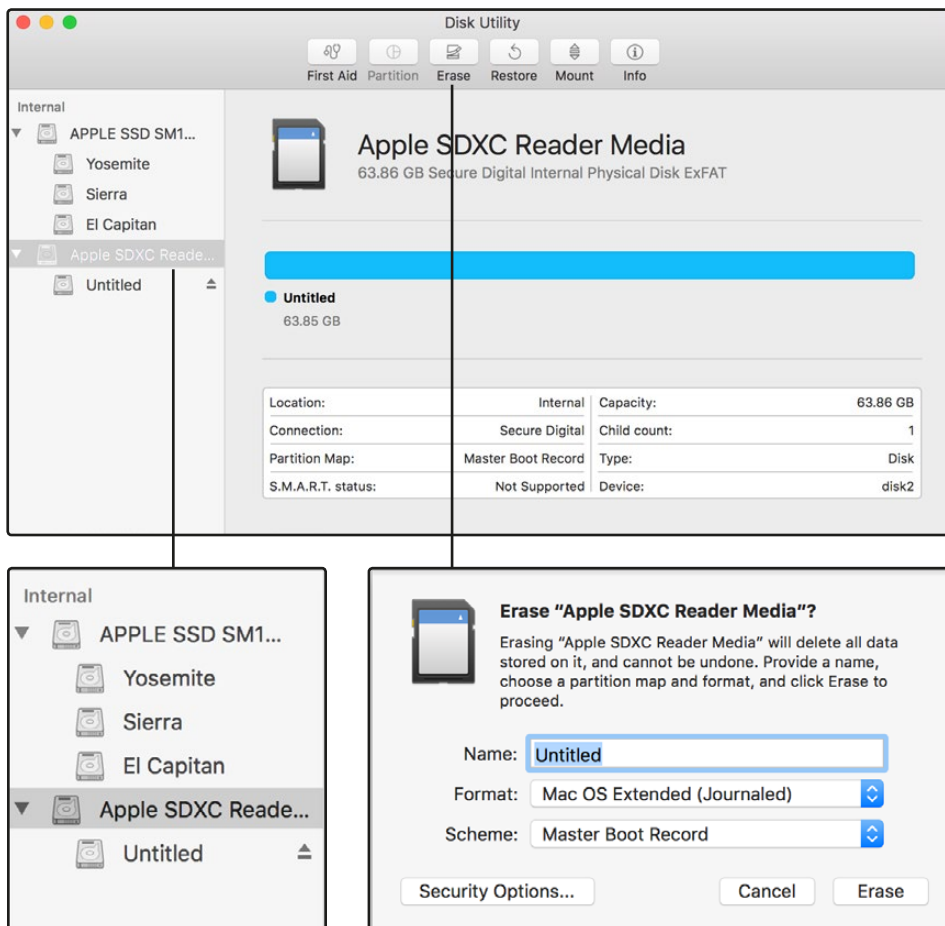 Disk Utility
First Aid Partition Erase Restore Mount Info
Internal
APPLE SSD SM1...
Yosemite
Sierra
El Capitan
Apple SDXC Reade...
Untitled
Apple SDXC Reader Media
63.86 GB Secure Digital Internal Physical Disk ExFAT
Untitled
63.85 GB
Location: Internal Capacity: 63.86 GB
Connection: Secure Digital Child count: 1
Partition Map: Master Boot Record Type: Disk
S.M.A.R.T. status: Not Supported Device: disk2
Internal
APPLE SSD SM1...
Yosemite
Sierra
El Capitan
Apple SDXC Reade...
Untitled
Erase “Apple SDXC Reader Media”?
Erasing “Apple SDXC Reader Media” will delete all data
stored on it, and cannot be undone. Provide a name,
choose a partition map and format, and click Erase to
proceed.
Name: Untitled
Format: Mac OS Extended (Journaled)
Scheme: Master Boot Record
Security Options... Cancel Erase